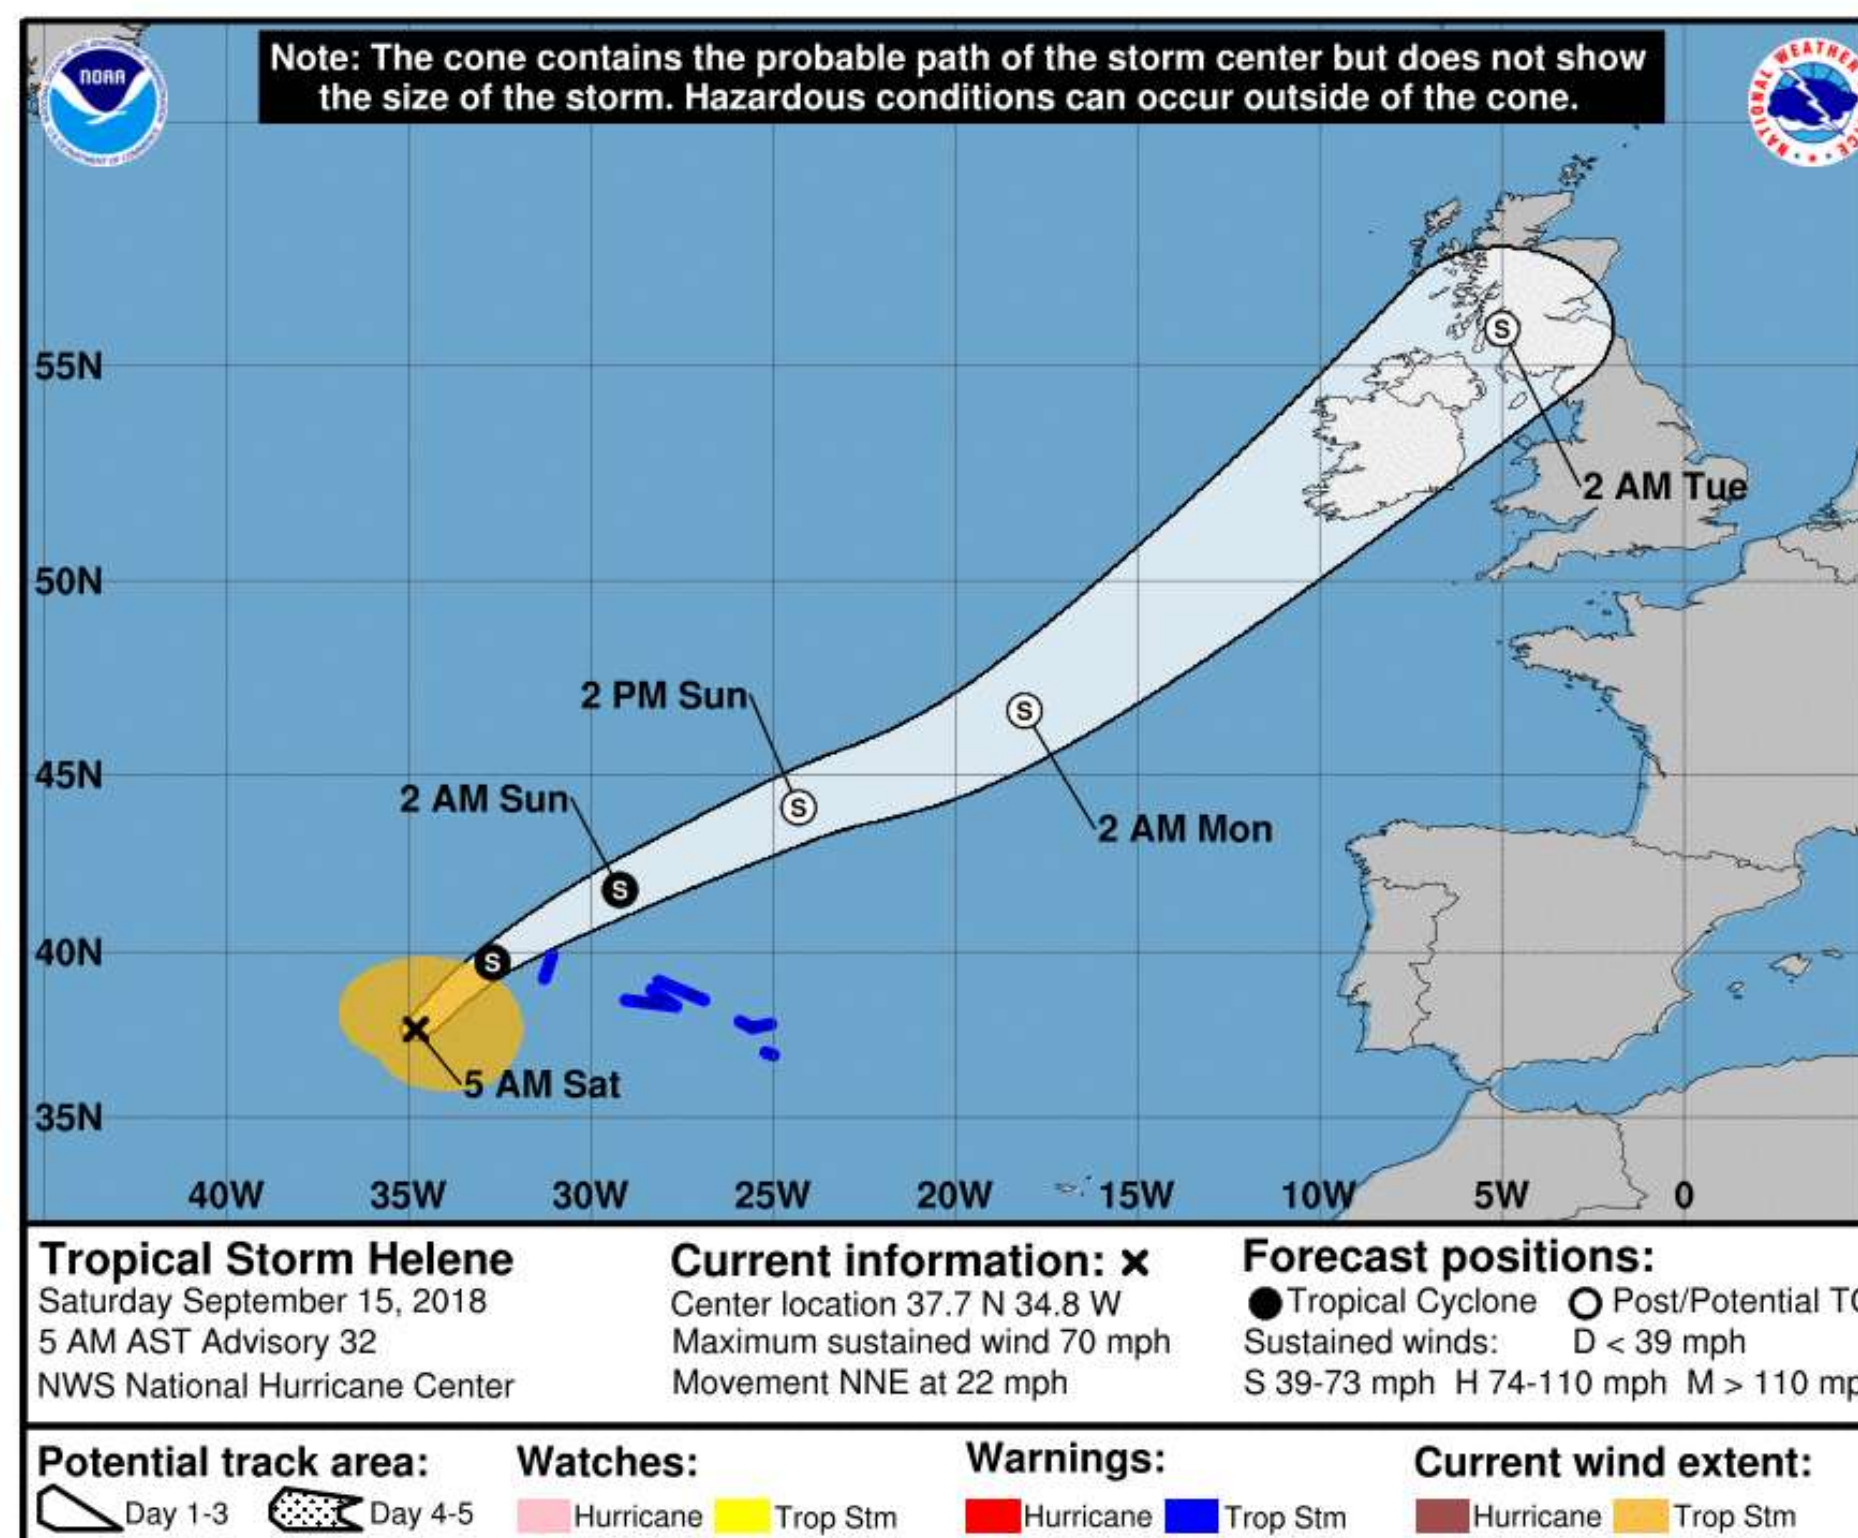 Note: The cone contains the probable path of the storm center but does not show
the size of the storm. Hazardous conditions can occur outside of the cone.
NOAA
NATIONAL WEATHER
55N
2 AM Tue
50N
2 PM Sun
45N
2 AM Sun
2 AM Mon
40N
5 AM Sat
35N
S
S
S
S
S
40W 35W 30W 25W 20W 15W 10W 5W 0
Tropical Storm Helene
Saturday September 15, 2018
5 AM AST Advisory 32
NWS National Hurricane Center
Current information: ×
Center location 37.7 N 34.8 W
Maximum sustained wind 70 mph
Movement NNE at 22 mph
Forecast positions:
Tropical Cyclone Post/Potential
Sustained winds: D < 39 mph
S 39-73 mph H 74-110 mph M > 110
Potential track area:
Day 1-3 Day 4-5
Watches:
Hurricane Trop Stm
Warnings:
Hurricane Trop Stm
Current wind extent:
Hurricane Trop Stm